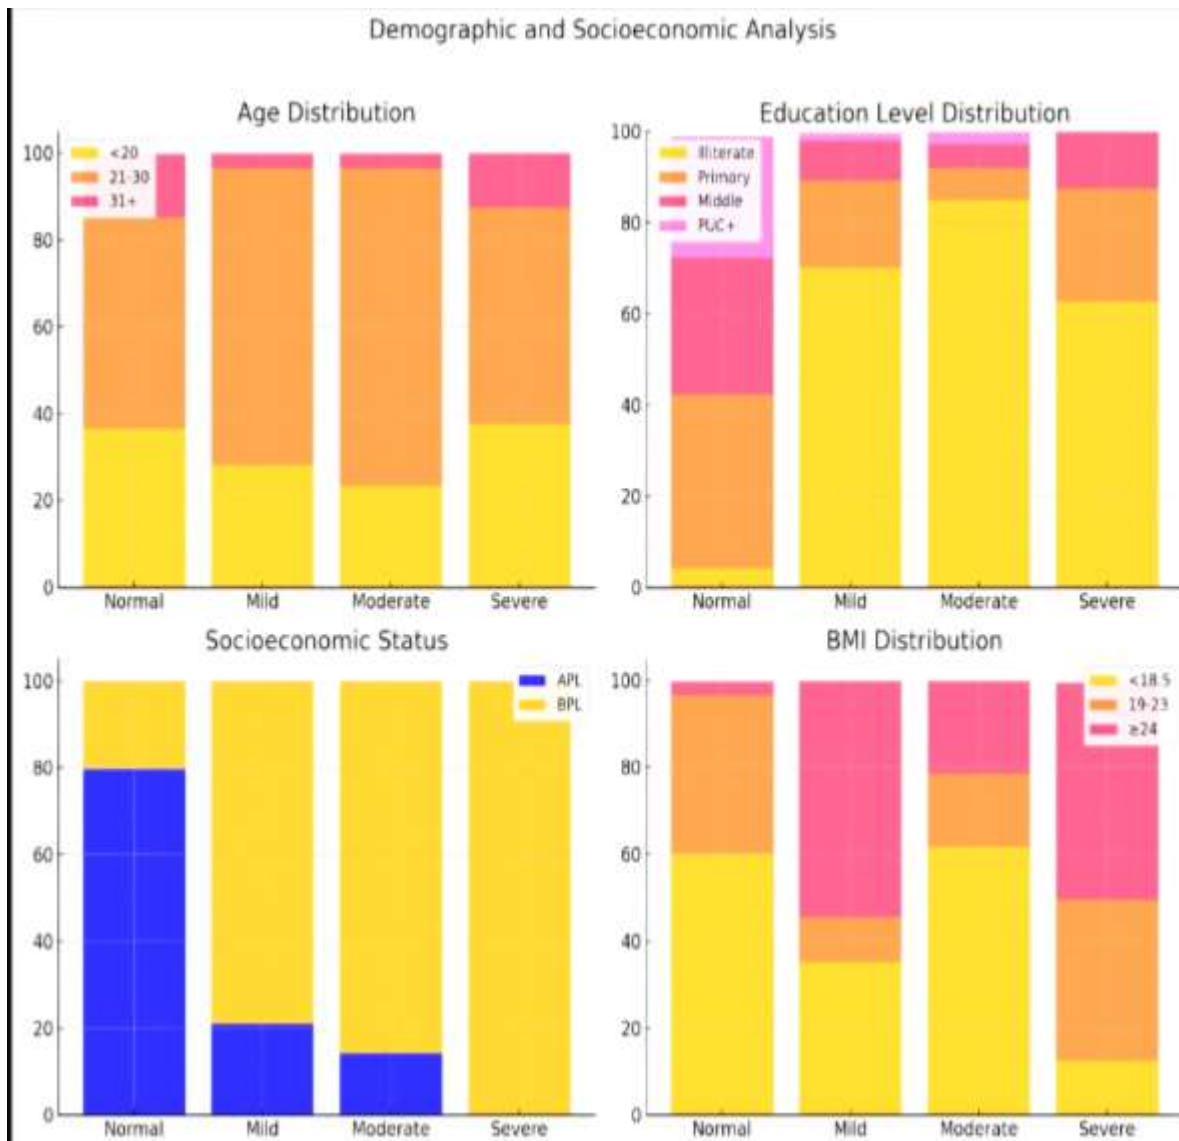 Demographic and Socioeconomic Analysis
Age Distribution
100
80
60
40
20
0
<20
21-30
31+
Normal Mild Moderate Severe
Education Level Distribution
100
80
60
40
20
0
Illiterate
Primary
Middle
PUC+
Normal Mild Moderate Severe
Socioeconomic Status
100
80
60
40
20
0
APL
BPL
Normal Mild Moderate Severe
BMI Distribution
100
80
60
40
20
0
<18.5
19-23
≥24
Normal Mild Moderate Severe